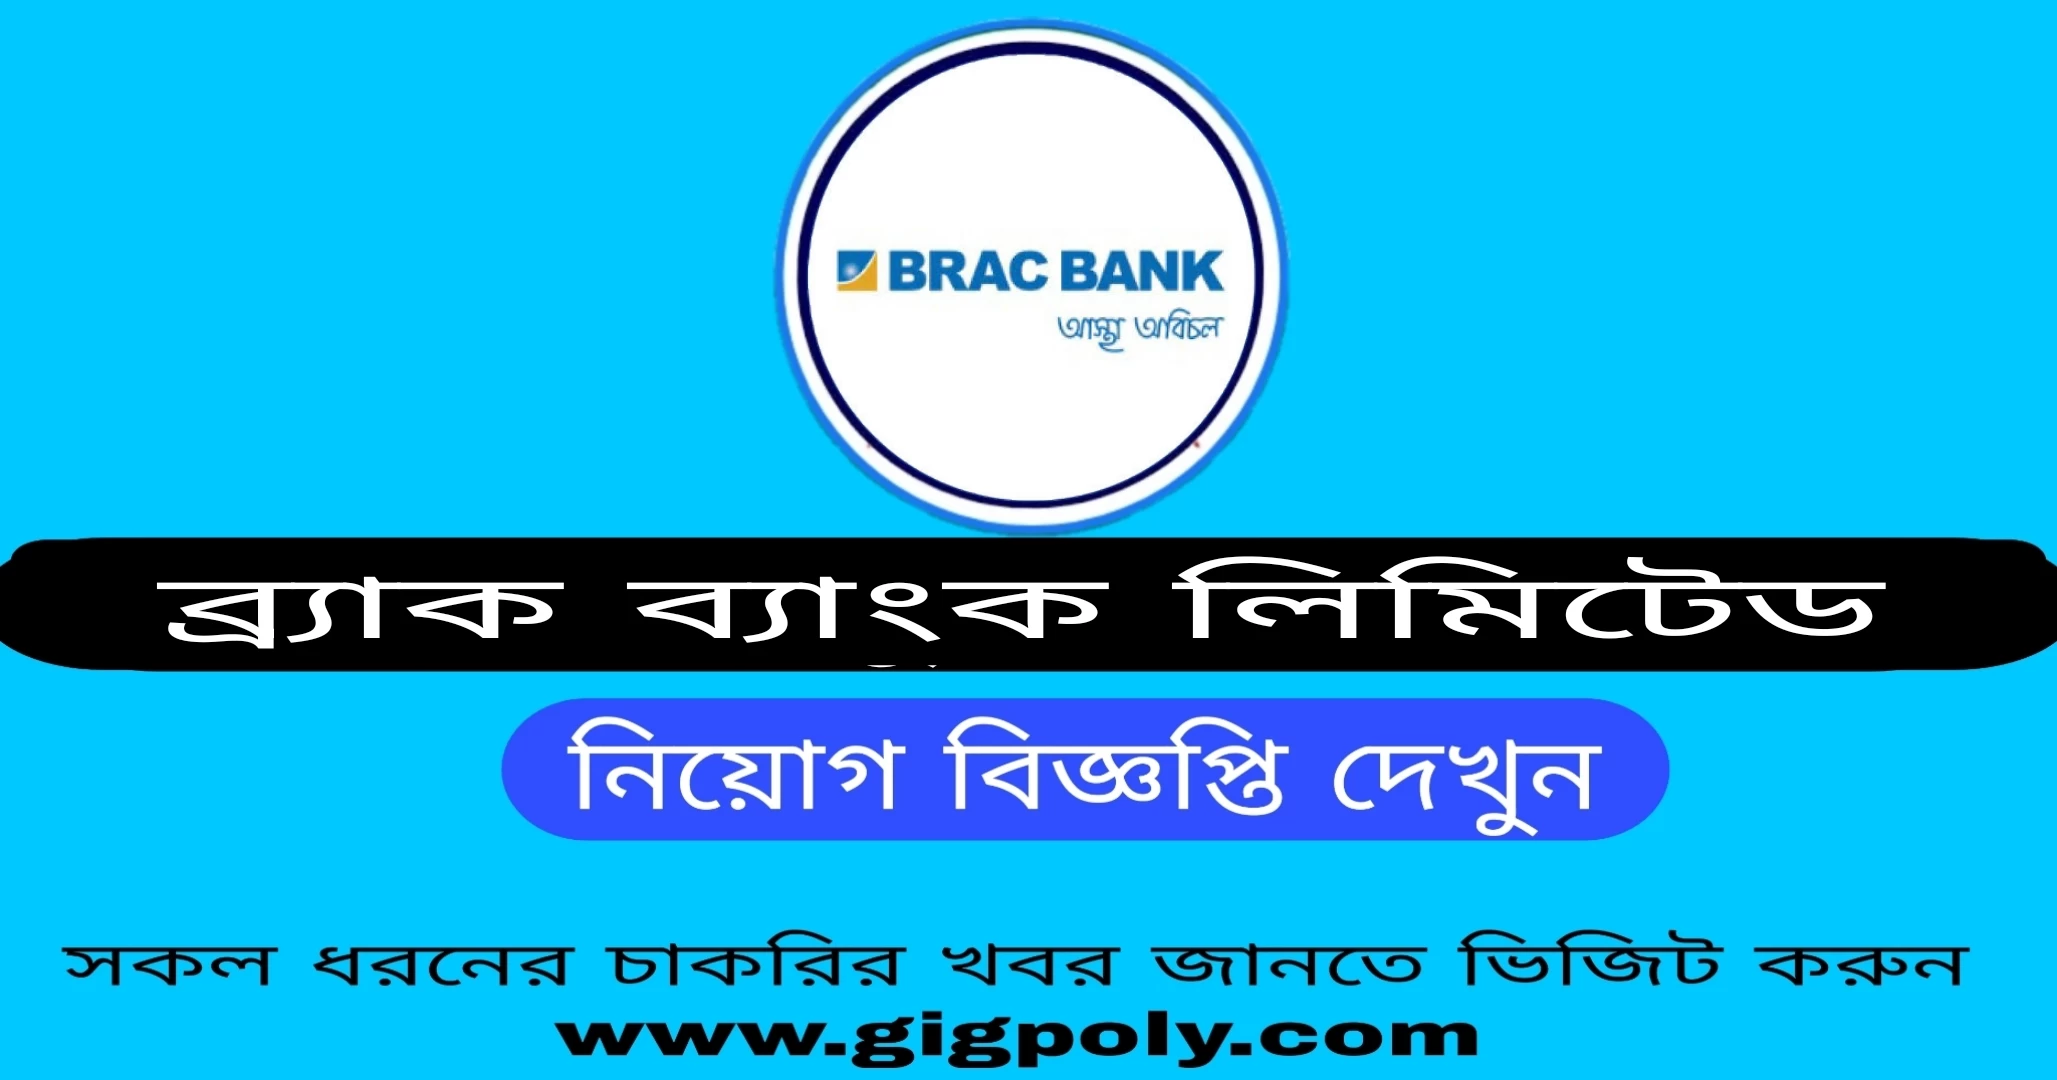 BRAC BANK
আস্থা অবিচল
ব্র্যাক ব্যাংক লিমিটেড
নিয়োগ বিজ্ঞপ্তি দেখুন
সকল ধরনের চাকরির খবর জানতে ভিজিট করুন
www.gigpoly.com